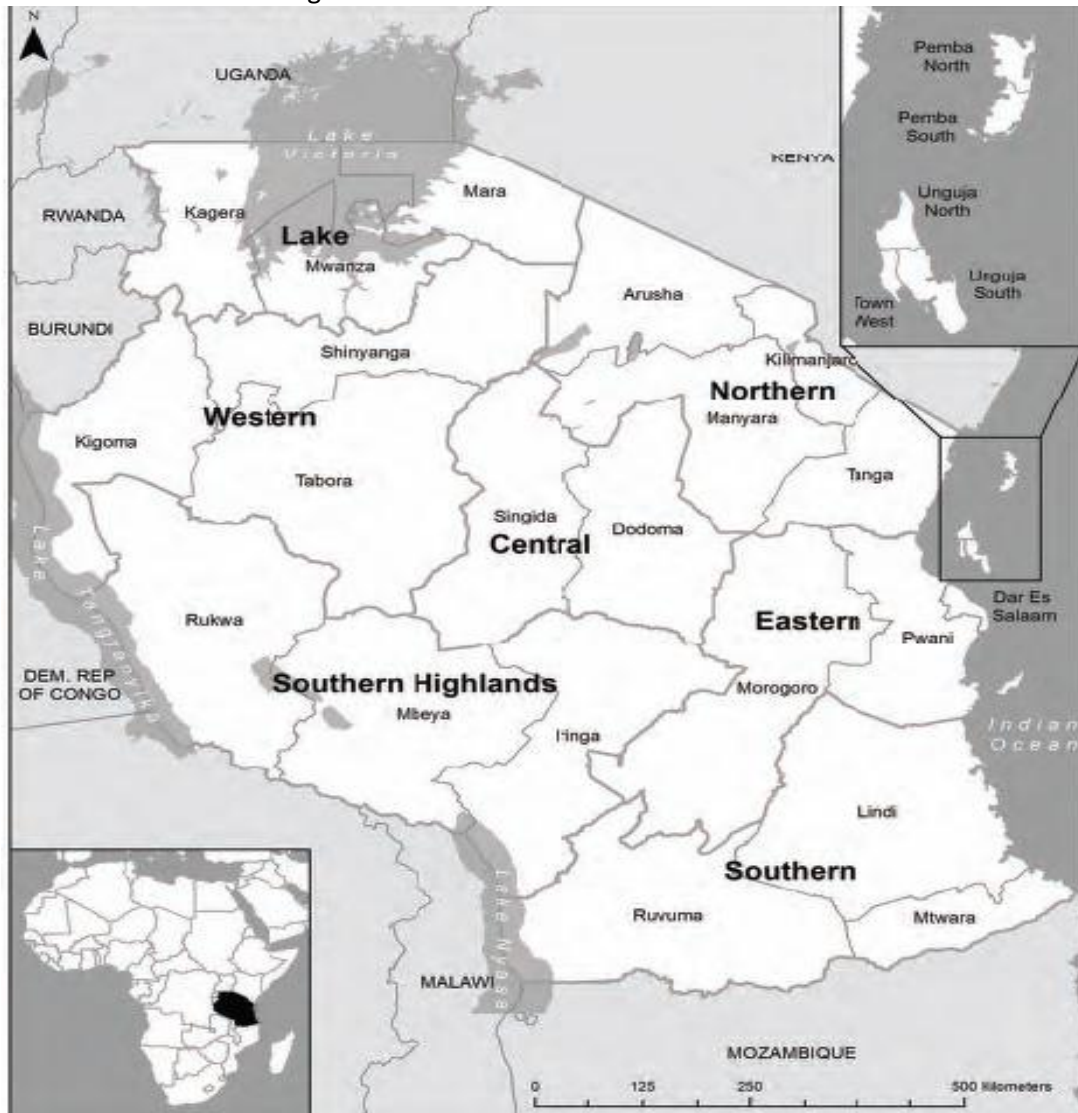 N
UGANDA
Lake
Victoria
KENYA
Pemba
North
Pemba
South
Unguja
North
Unguja
South
Town
West
RWANDA
Kagera
Mara
Lake
Mwanza
BURUNDI
Arusha
Shinyanga
Kilimanjaro
Northern
Manyara
Western
Kigoma
Tabora
Tanga
Singida
Dodoma
Central
Lake
Tanganyika
Rukwa
Eastern
Dar Es
Salaam
Pwani
DEM. REP
OF CONGO
Southern Highlands
Mbeya
Morogoro
Iringa
Indian
Ocean
Lindi
Southern
Ruvuma
Mtwara
Lake Nyasa
MALAWI
MOZAMBIQUE
0 125 250 500 Kilometers